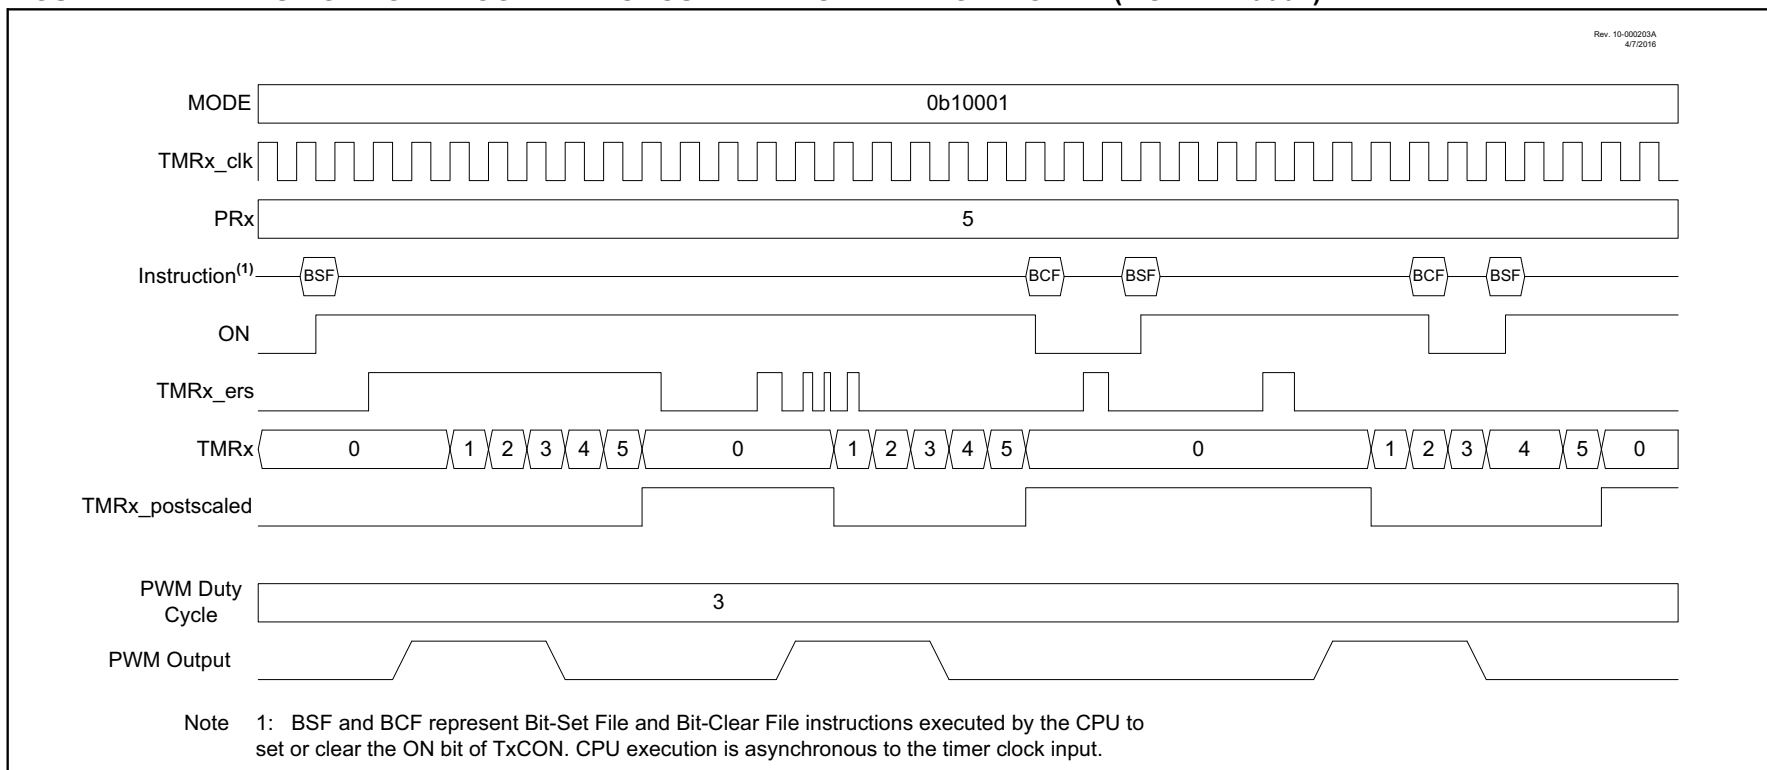 Rev. 10-000203A
4/7/2016
MODE 0b10001
TMRx_clk
PRx 5
Instruction(1) BSF BCF BSF BCF BSF
ON
TMRx_ers
TMRx 0 1 2 3 4 5 0 1 2 3 4 5 0 1 2 3 4 5 0
TMRx_postscaled
PWM Duty
Cycle 3
PWM Output
Note 1: BSF and BCF represent Bit-Set File and Bit-Clear File instructions executed by the CPU to
set or clear the ON bit of TxCON. CPU execution is asynchronous to the timer clock input.